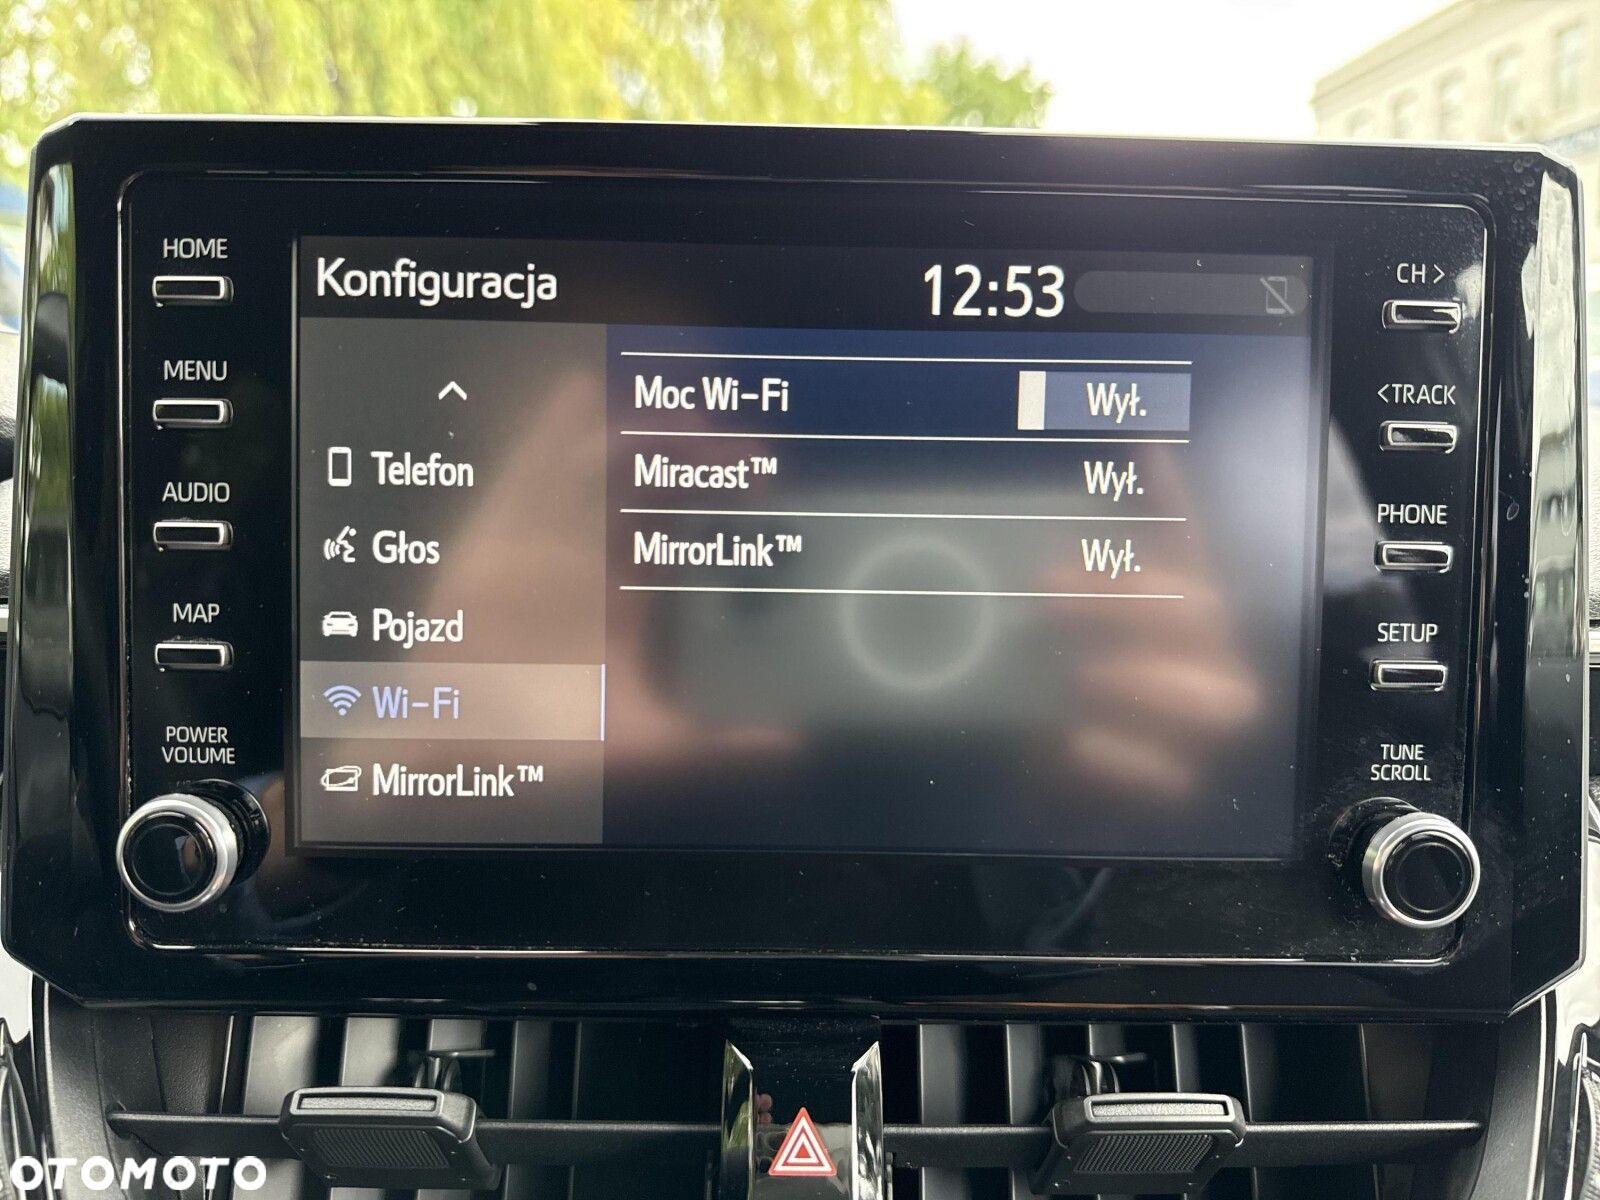 HOME
MENU
AUDIO
MAP
POWER
VOLUME
Konfiguracja
12:53
Telefon
Głos
Pojazd
Wi-Fi
MirrorLink™
Moc Wi-Fi
Wył.
Miracast™
Wył.
MirrorLink™
Wył.
CH >
<TRACK
PHONE
SETUP
TUNE
SCROLL
OTOMOTO